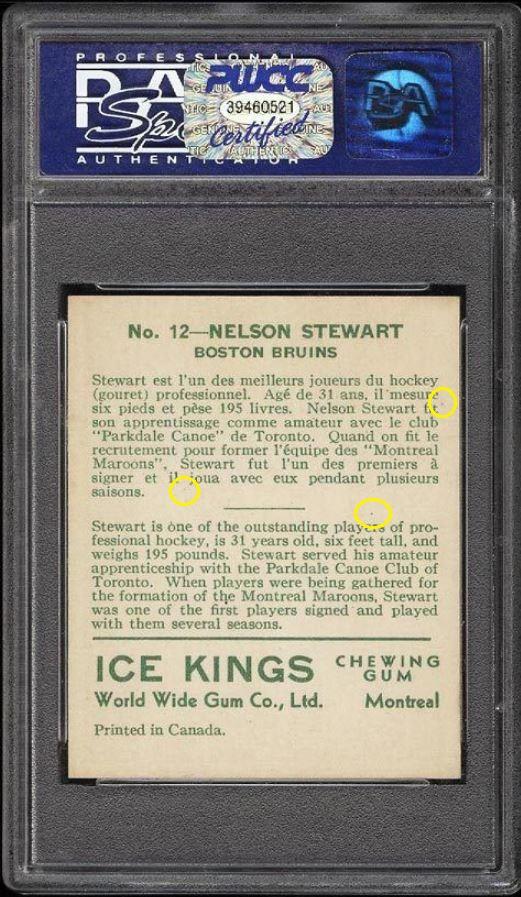 PROFESSIONAL
PSA
PWCC
39460521
Certified
PSA
AUTHENTICATOR
No. 12—NELSON STEWART
BOSTON BRUINS
Stewart est l'un des meilleurs joueurs du hockey
(gouret) professionnel. Agé de 31 ans, il mesure
six pieds et pèse 195 livres. Nelson Stewart
son apprentissage comme amateur avec le club
"Parkdale Canoe" de Toronto. Quand on fit le
recrutement pour former l'équipe des "Montreal
Maroons", Stewart fut l'un des premiers à
signer et il joua avec eux pendant plusieurs
saisons.
Stewart is one of the outstanding players of pro-
fessional hockey, is 31 years old, six feet tall, and
weighs 195 pounds. Stewart served his amateur
apprenticeship with the Parkdale Canoe Club of
Toronto. When players were being gathered for
the formation of the Montreal Maroons, Stewart
was one of the first players signed and played
with them several seasons.
ICE KINGS CHEWING
GUM
World Wide Gum Co., Ltd. Montreal
Printed in Canada.